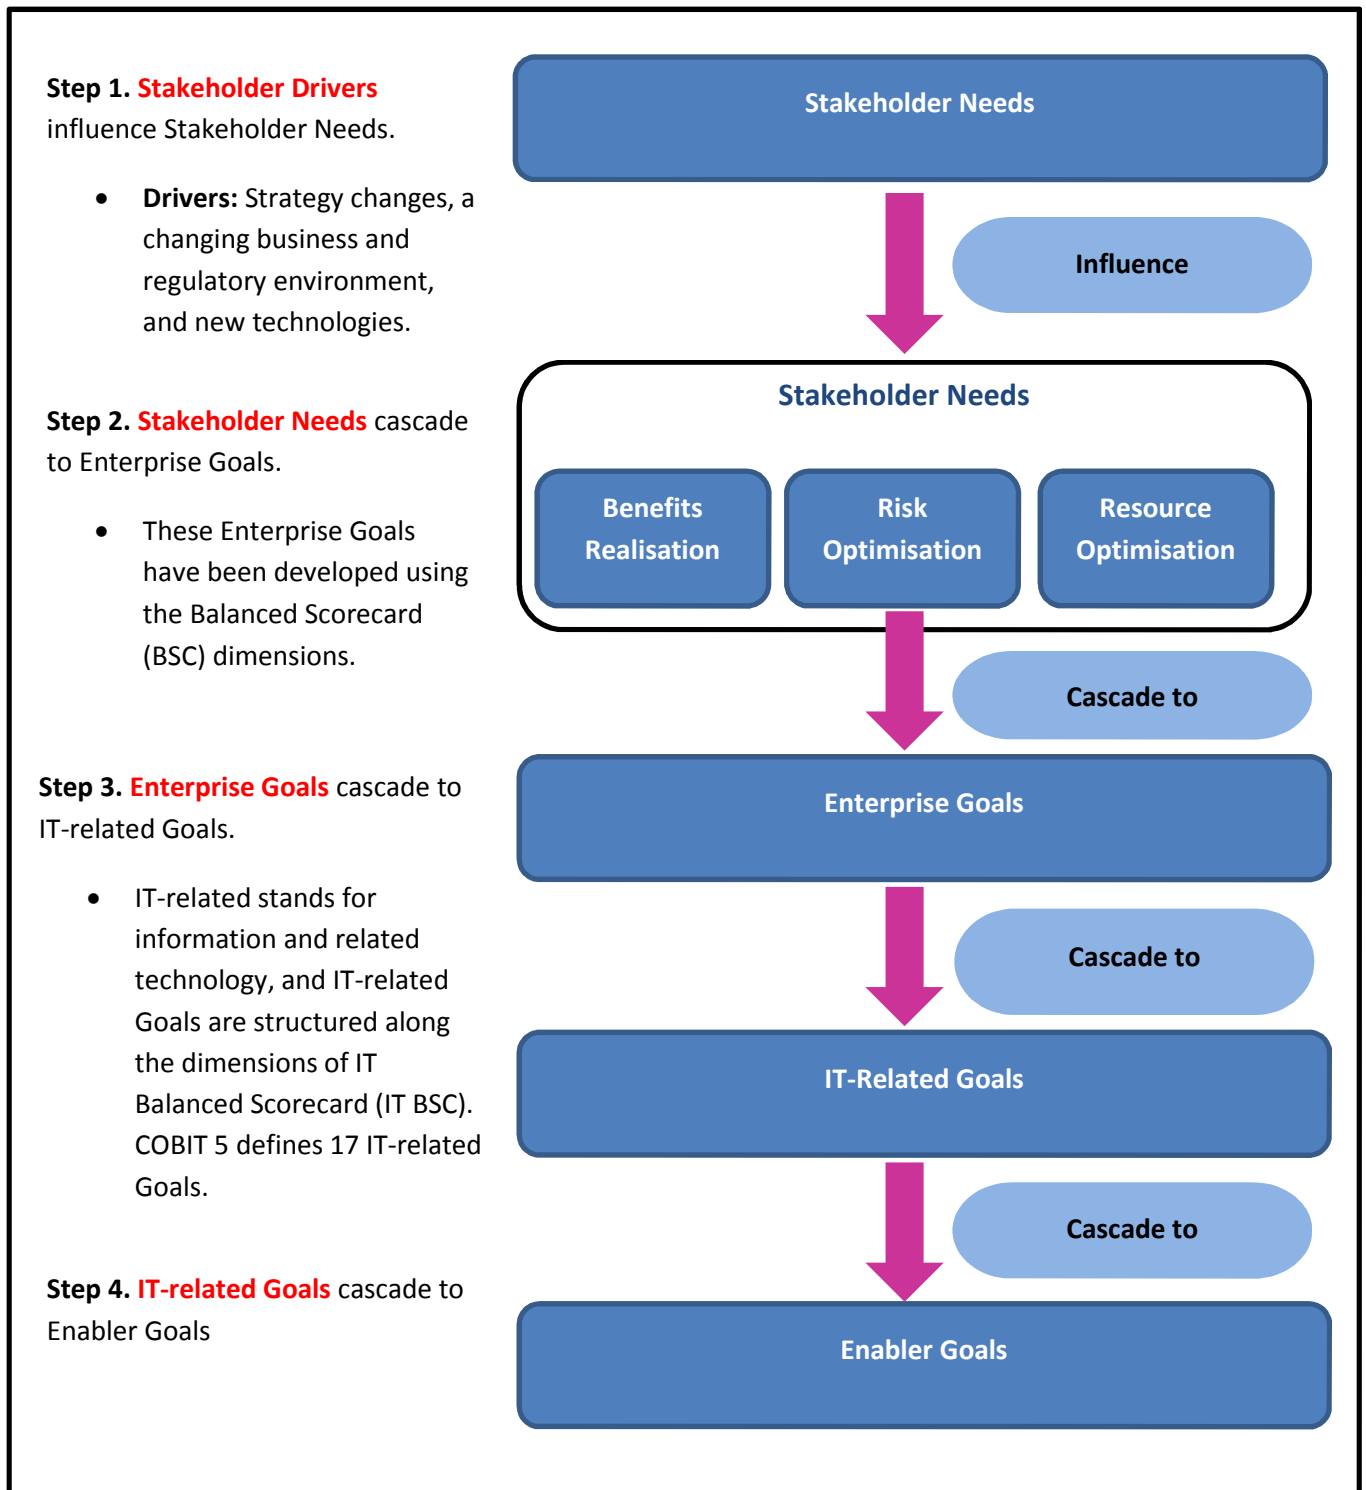 Step 1. Stakeholder Drivers
influence Stakeholder Needs.
• Drivers: Strategy changes, a
changing business and
regulatory environment,
and new technologies.
Step 2. Stakeholder Needs cascade
to Enterprise Goals.
• These Enterprise Goals
have been developed using
the Balanced Scorecard
(BSC) dimensions.
Step 3. Enterprise Goals cascade to
IT-related Goals.
• IT-related stands for
information and related
technology, and IT-related
Goals are structured along
the dimensions of IT
Balanced Scorecard (IT BSC).
COBIT 5 defines 17 IT-related
Goals.
Step 4. IT-related Goals cascade to
Enabler Goals
Stakeholder Needs
Influence
Stakeholder Needs
Benefits
Realisation
Risk
Optimisation
Resource
Optimisation
Cascade to
Enterprise Goals
Cascade to
IT-Related Goals
Cascade to
Enabler Goals